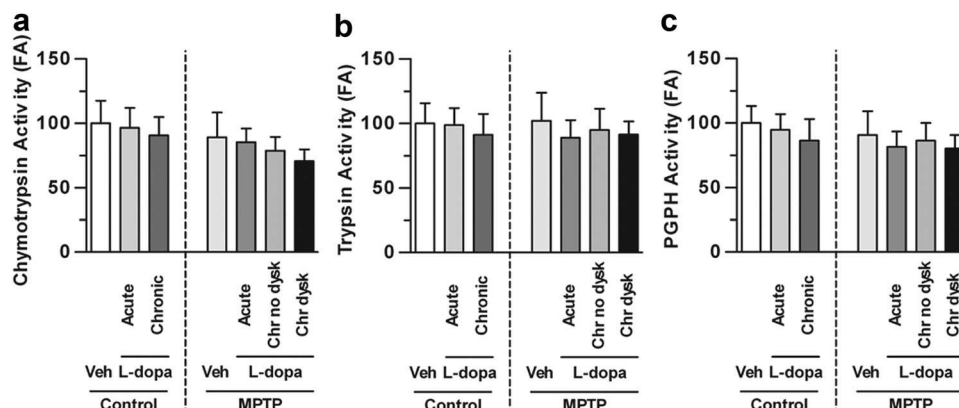 a
Chymotrypsin Activity (FA)
150
100
50
0
Acute
Chronic
Chr no dysk
Chr dysk
Veh L-dopa Veh L-dopa
Control MPTP
b
Trypsin Activity (FA)
150
100
50
0
Acute
Chronic
Acute
Chr no dysk
Chr dysk
Veh L-dopa Veh L-dopa
Control MPTP
c
PGPH Activity (FA)
150
100
50
0
Acute
Chronic
Acute
Chr no dysk
Chr dysk
Veh L-dopa Veh L-dopa
Control MPTP